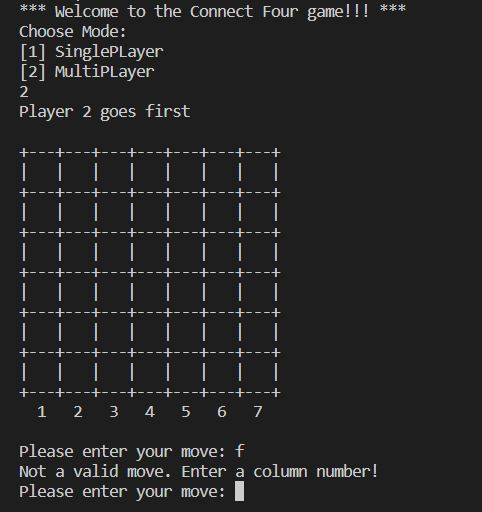 *** Welcome to the Connect Four game!!! ***
Choose Mode:
[1] SinglePLayer
[2] MultiPLayer
2
Player 2 goes first
+---+---+---+---+---+---+---+
|   |   |   |   |   |   |   |
+---+---+---+---+---+---+---+
|   |   |   |   |   |   |   |
+---+---+---+---+---+---+---+
|   |   |   |   |   |   |   |
+---+---+---+---+---+---+---+
|   |   |   |   |   |   |   |
+---+---+---+---+---+---+---+
|   |   |   |   |   |   |   |
+---+---+---+---+---+---+---+
|   |   |   |   |   |   |   |
+---+---+---+---+---+---+---+
  1   2   3   4   5   6   7
Please enter your move: f
Not a valid move. Enter a column number!
Please enter your move: